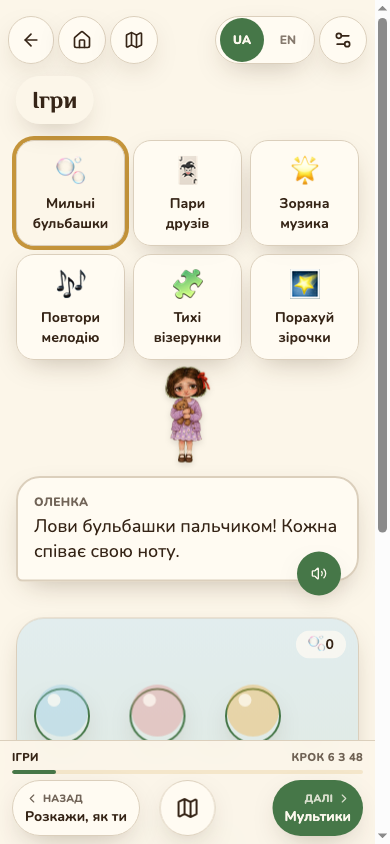 UA EN
Ігри
Мильні
бульбашки
Пари
друзів
Зоряна
музика
Повтори
мелодію
Тихі
візерунки
Порахуй
зірочки
ОЛЕНКА
Лови бульбашки пальчиком! Кожна
співає свою ноту.
0
ІГРИ
КРОК 6 З 48
НАЗАД
Розкажи, як ти
ДАЛІ
Мультики